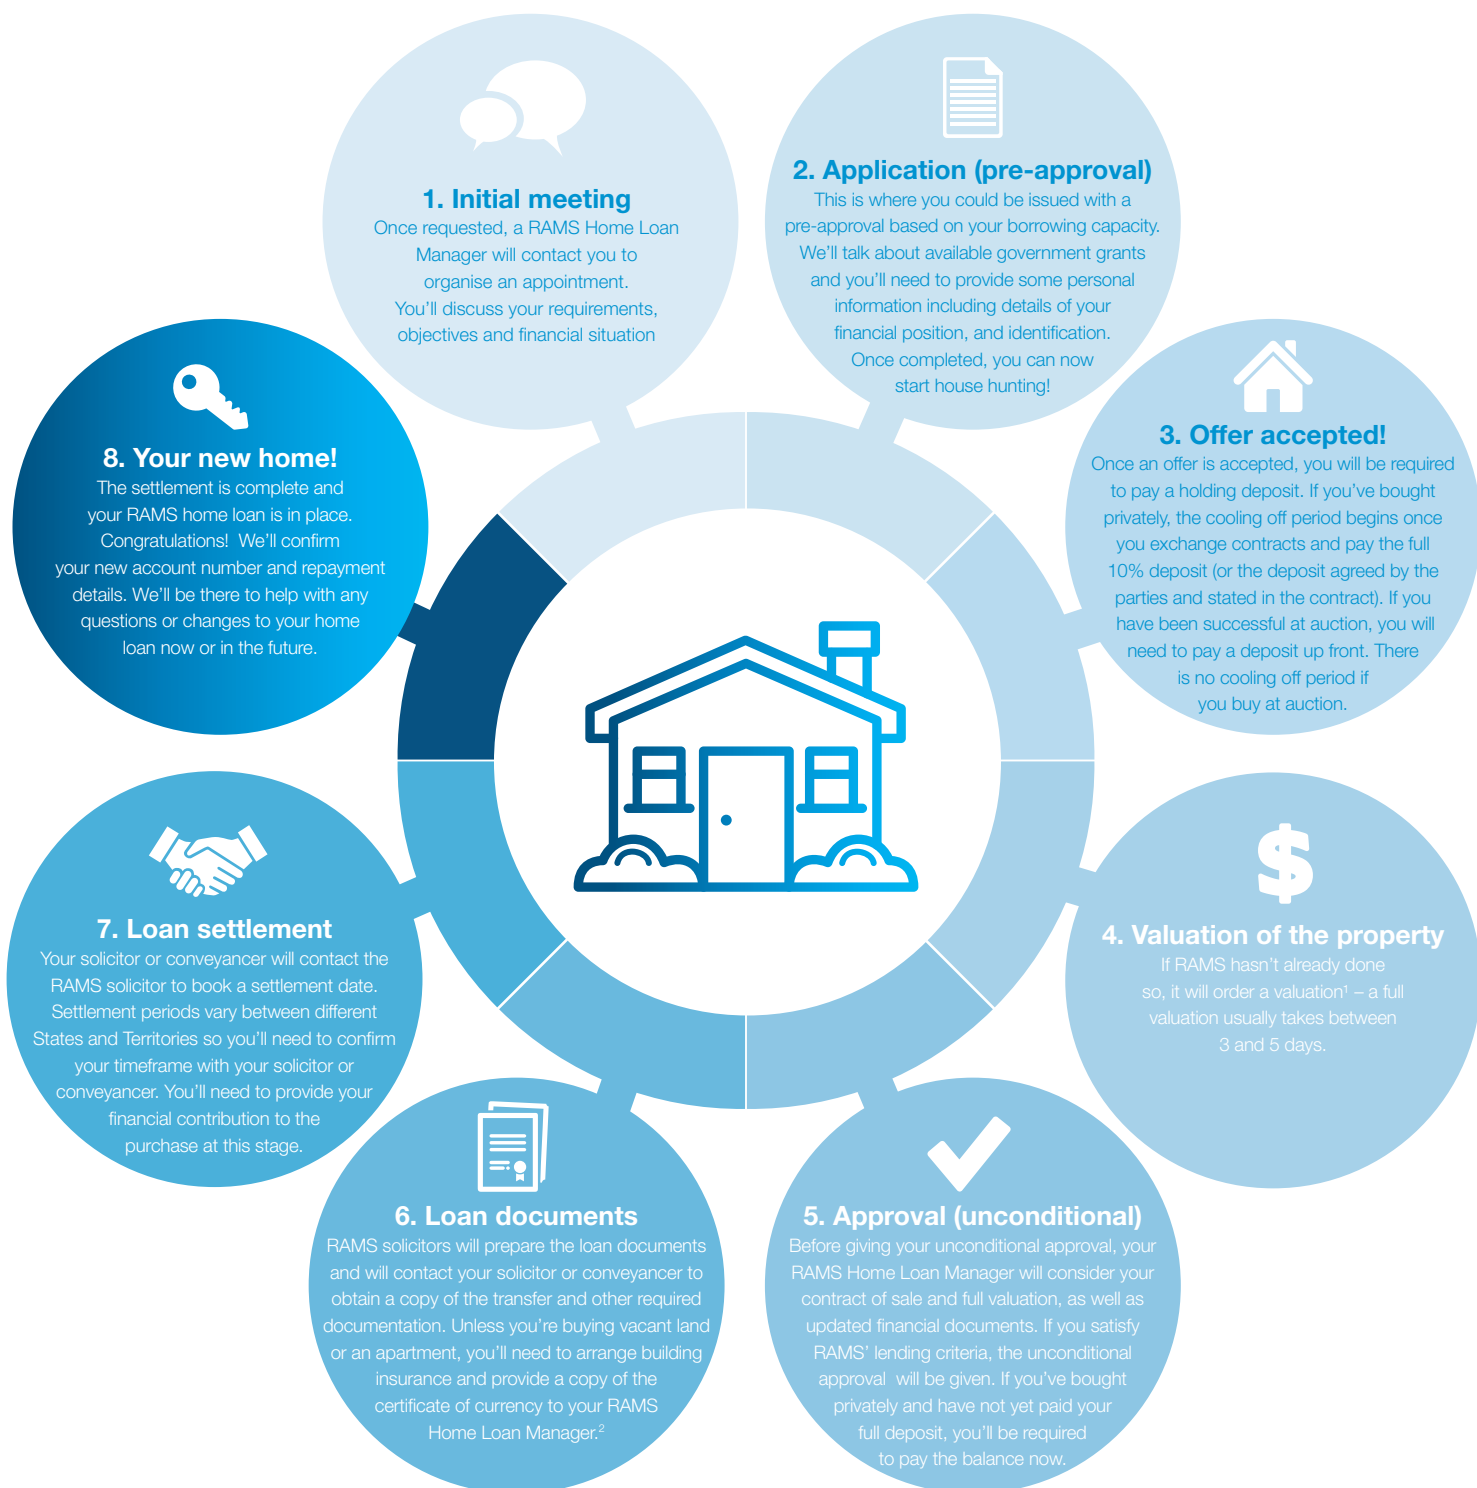 1. Initial meeting
Once requested, a RAMS Home Loan
Manager will contact you to
organise an appointment.
You'll discuss your requirements,
objectives and financial situation
2. Application (pre-approval)
This is where you could be issued with a
pre-approval based on your borrowing capacity.
We'll talk about available government grants
and you'll need to provide some personal
information including details of your
financial position, and identification.
Once completed, you can now
start house hunting!
3. Offer accepted!
Once an offer is accepted, you will be required
to pay a holding deposit. If you've bought
privately, the cooling off period begins once
you exchange contracts and pay the full
10% deposit (or the deposit agreed by the
parties and stated in the contract). If you
have been successful at auction, you will
need to pay a deposit up front. There
is no cooling off period if
you buy at auction.
$
4. Valuation of the property
If RAMS hasn't already done
so, it will order a valuation¹ – a full
valuation usually takes between
3 and 5 days.
5. Approval (unconditional)
Before giving your unconditional approval, your
RAMS Home Loan Manager will consider your
contract of sale and full valuation, as well as
updated financial documents. If you satisfy
RAMS' lending criteria, the unconditional
approval will be given. If you've bought
privately and have not yet paid your
full deposit, you'll be required
to pay the balance now.
6. Loan documents
RAMS solicitors will prepare the loan documents
and will contact your solicitor or conveyancer to
obtain a copy of the transfer and other required
documentation. Unless you're buying vacant land
or an apartment, you'll need to arrange building
insurance and provide a copy of the
certificate of currency to your RAMS
Home Loan Manager.²
7. Loan settlement
Your solicitor or conveyancer will contact the
RAMS solicitor to book a settlement date.
Settlement periods vary between different
States and Territories so you'll need to confirm
your timeframe with your solicitor or
conveyancer. You'll need to provide your
financial contribution to the
purchase at this stage.
8. Your new home!
The settlement is complete and
your RAMS home loan is in place.
Congratulations! We'll confirm
your new account number and repayment
details. We'll be there to help with any
questions or changes to your home
loan now or in the future.